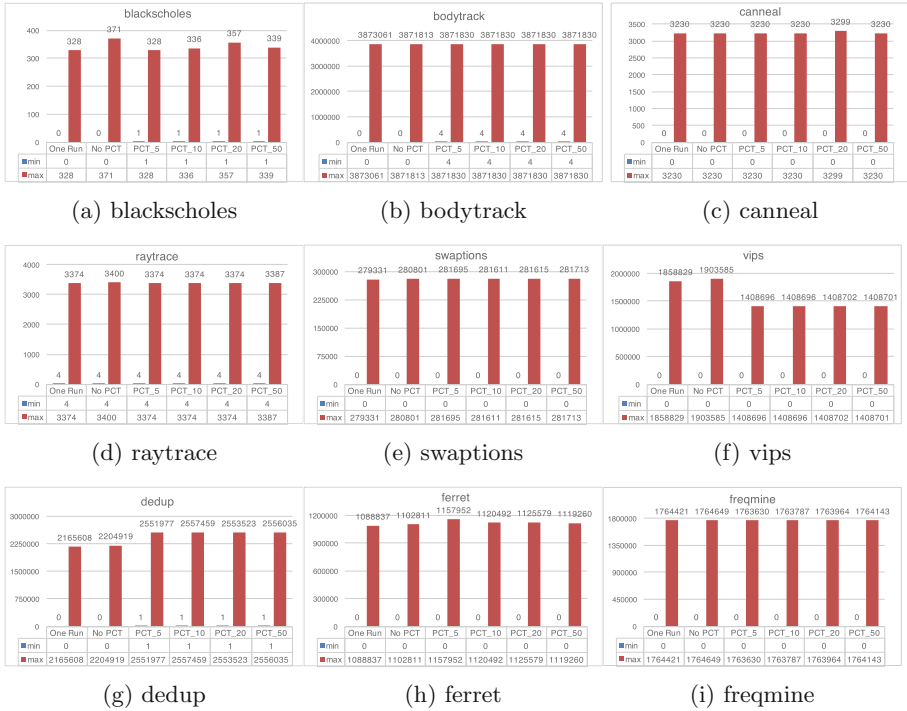 blackscholes
400
300
200
100
0
328 371 328 336 357 339
0 0 1 1 1 1
One Run No PCT PCT_5 PCT_10 PCT_20 PCT_50
min 0 0 1 1 1 1
max 328 371 328 336 357 339
(a) blackscholes
bodytrack
4000000
3000000
2000000
1000000
0
3873061 3871813 3871830 3871830 3871830 3871830
0 0 4 4 4 4
One Run No PCT PCT_5 PCT_10 PCT_20 PCT_50
min 0 0 4 4 4 4
max 3873061 3871813 3871830 3871830 3871830 3871830
(b) bodytrack
canneal
3500
3000
2500
2000
1500
1000
500
0
3230 3230 3230 3230 3299 3230
0 0 0 0 0 0
One Run No PCT PCT_5 PCT_10 PCT_20 PCT_50
min 0 0 0 0 0 0
max 3230 3230 3230 3230 3299 3230
(c) canneal
raytrace
4000
3000
2000
1000
0
3374 3400 3374 3374 3374 3387
4 4 4 4 4 4
One Run No PCT PCT_5 PCT_10 PCT_20 PCT_50
min 4 4 4 4 4 4
max 3374 3400 3374 3374 3374 3387
(d) raytrace
swaptions
300000
225000
150000
75000
0
279331 280801 281695 281611 281615 281713
0 0 0 0 0 0
One Run No PCT PCT_5 PCT_10 PCT_20 PCT_50
min 0 0 0 0 0 0
max 279331 280801 281695 281611 281615 281713
(e) swaptions
vips
2000000
1500000
1000000
500000
0
1858829 1903585 1408696 1408696 1408702 1408701
0 0 0 0 0 0
One Run No PCT PCT_5 PCT_10 PCT_20 PCT_50
min 0 0 0 0 0 0
max 1858829 1903585 1408696 1408696 1408702 1408701
(f) vips
dedup
3000000
2250000
1500000
750000
0
2165608 2204919 2551977 2557459 2553523 2556035
0 0 1 1 1 1
One Run No PCT PCT_5 PCT_10 PCT_20 PCT_50
min 0 0 1 1 1 1
max 2165608 2204919 2551977 2557459 2553523 2556035
(g) dedup
ferret
1200000
900000
600000
300000
0
1088837 1102811 1157952 1120492 1125579 1119260
0 0 0 0 0 0
One Run No PCT PCT_5 PCT_10 PCT_20 PCT_50
min 0 0 0 0 0 0
max 1088837 1102811 1157952 1120492 1125579 1119260
(h) ferret
freqmine
1800000
1350000
900000
450000
0
1764421 1764649 1763630 1763787 1763964 1764143
0 0 0 0 0 0
One Run No PCT PCT_5 PCT_10 PCT_20 PCT_50
min 0 0 0 0 0 0
max 1764421 1764649 1763630 1763787 1763964 1764143
(i) freqmine